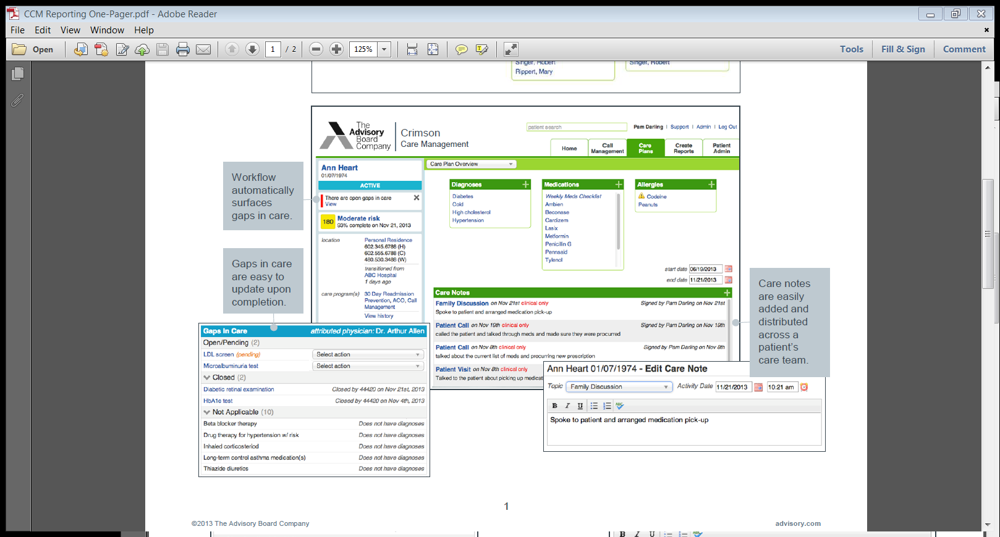 CCM Reporting One-Pager.pdf - Adobe Reader
File Edit View Window Help
Open
1 / 2
125%
Tools Fill & Sign Comment
Singer, Robert
Rippert, Mary
Singer, Robert
The
Advisory
Board
Company
Crimson
Care Management
patient search
Pam Darling | Support | Admin | Log Out
Home
Call
Management
Care
Plans
Create
Reports
Patient
Admin
Workflow
automatically
surfaces
gaps in care.
Ann Heart
01/07/1974
ACTIVE
There are open gaps in care
View
180
Moderate risk
93% complete on Nov 21, 2013
location
Personal Residence
602.345.6788 (H)
602.555.6788 (C)
480.530.3488 (W)
transitioned from
ABC Hospital
1 days ago
care program(s)
30 Day Readmission
Prevention, ACO, Call
Management
View history
Care Plan Overview
Diagnoses
Diabetes
Cold
High cholesterol
Hypertension
Medications
Weekly Meds Checklist
Ambien
Beconase
Cardizem
Lasix
Metformin
Penicillin G
Pennsaid
Tylenol
Allergies
Codeine
Peanuts
start date 06/19/2013
end date 11/21/2013
Care Notes
Family Discussion on Nov 21st clinical only Signed by Pam Darling on Nov 21st
Spoke to patient and arranged medication pick-up
Patient Call on Nov 19th clinical only Signed by Pam Darling on Nov 19th
called the patient and talked through meds and made sure they were procurred
Patient Call on Nov 8th clinical only Signed by Pam Darling on Nov 8th
talked about the current list of meds and procurring new prescription
Patient Visit on Nov 8th clinical only
Talked to the patient about picking up medicat
Care notes
are easily
added and
distributed
across a
patient's
care team.
Gaps in care
are easy to
update upon
completion.
Gaps In Care attributed physician: Dr. Arthur Allen
Open/Pending (2)
LDL screen (pending) Select action
Microalbuminuria test Select action
Closed (2)
Diabetic retinal examination Closed by 44420 on Nov 21st, 2013
HbA1c test Closed by 44420 on Nov 4th, 2013
Not Applicable (10)
Beta blocker therapy Does not have diagnoses
Drug therapy for hypertension w/ risk Does not have diagnoses
Inhaled corticosteriod Does not have diagnoses
Long-term control asthma medication(s) Does not have diagnoses
Thiazide diuretics Does not have diagnoses
Ann Heart 01/07/1974 - Edit Care Note
Topic Family Discussion Activity Date 11/21/2013 10:21 am
B I U ABC
Spoke to patient and arranged medication pick-up
1
©2013 The Advisory Board Company
advisory.com
B I U